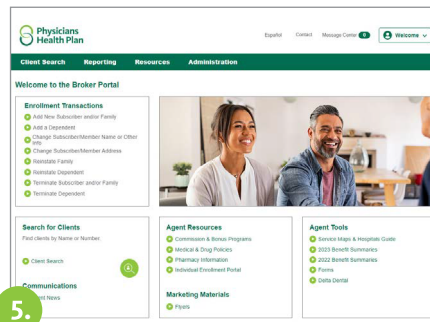 Physicians
Health Plan
Español
Contact
Message Center 0
Welcome
Client Search
Reporting
Resources
Administration
Welcome to the Broker Portal
Enrollment Transactions
Add New Subscriber and/or Family
Add a Dependent
Change Subscriber/Member Name or Other
Info
Change Subscriber/Member Address
Reinstate Family
Reinstate Dependent
Terminate Subscriber and/or Family
Terminate Dependent
Search for Clients
Find clients by Name or Number.
Client Search
Communications
News
Agent Resources
Commission & Bonus Programs
Medical & Drug Policies
Pharmacy Information
Individual Enrollment Portal
Marketing Materials
Flyers
Agent Tools
Service Maps & Hospitals Guide
2023 Benefit Summaries
2022 Benefit Summaries
Forms
Delta Dental
5.